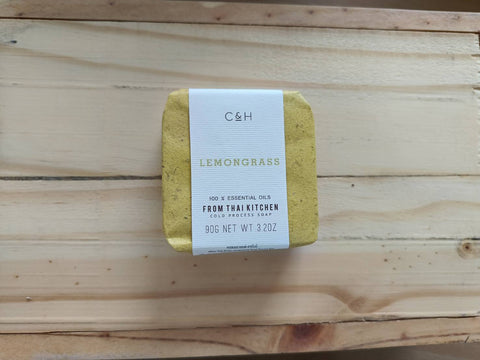 C&H
LEMONGRASS
100 % ESSENTIAL OILS
FROM THAI KITCHEN
COLD PROCESS SOAP
90G NET WT 3.2OZ